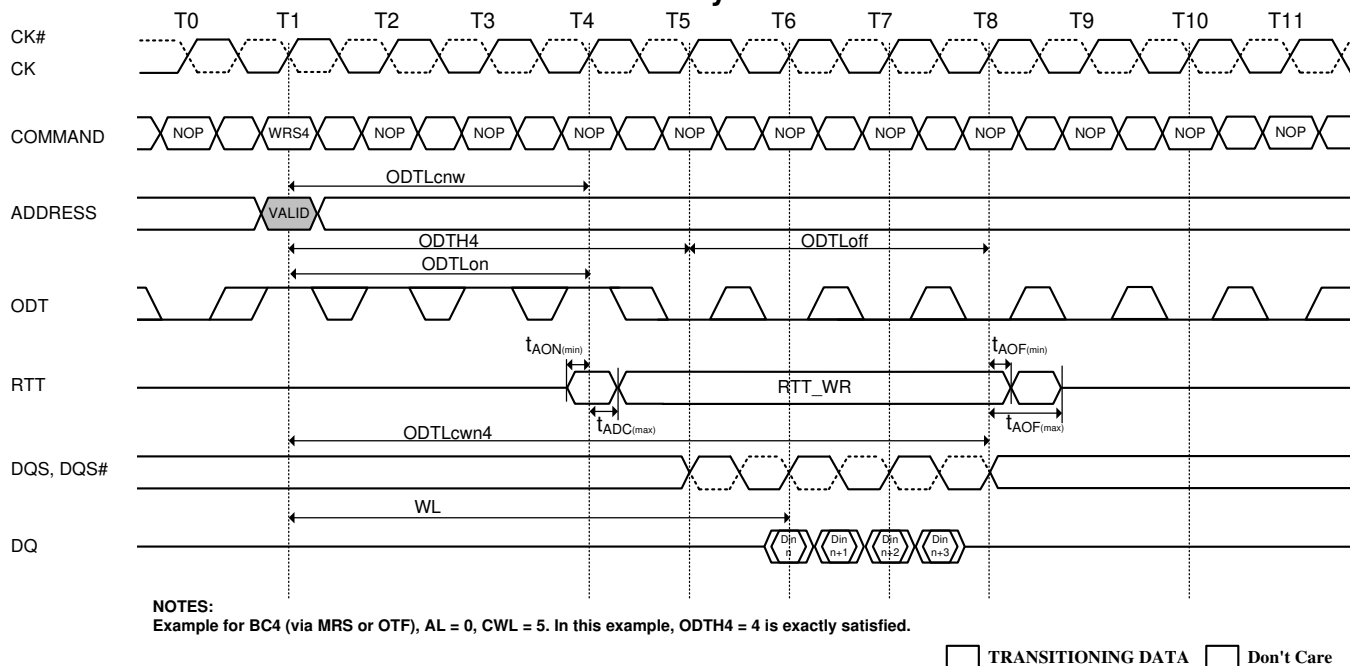 T0 T1 T2 T3 T4 T5 T6 T7 T8 T9 T10 T11
CK#
CK
COMMAND NOP WRS4 NOP NOP NOP NOP NOP NOP NOP NOP NOP NOP
ODTLcnw
ADDRESS VALID
ODTH4 ODTLoff
ODTLon
ODT
tAON(min) tAOF(min)
RTT RTT_WR
tADC(max) tAOF(max)
ODTLcwn4
DQS, DQS#
WL
DQ Din n Din n+1 Din n+2 Din n+3
NOTES:
Example for BC4 (via MRS or OTF), AL = 0, CWL = 5. In this example, ODTH4 = 4 is exactly satisfied.
TRANSITIONING DATA Don't Care